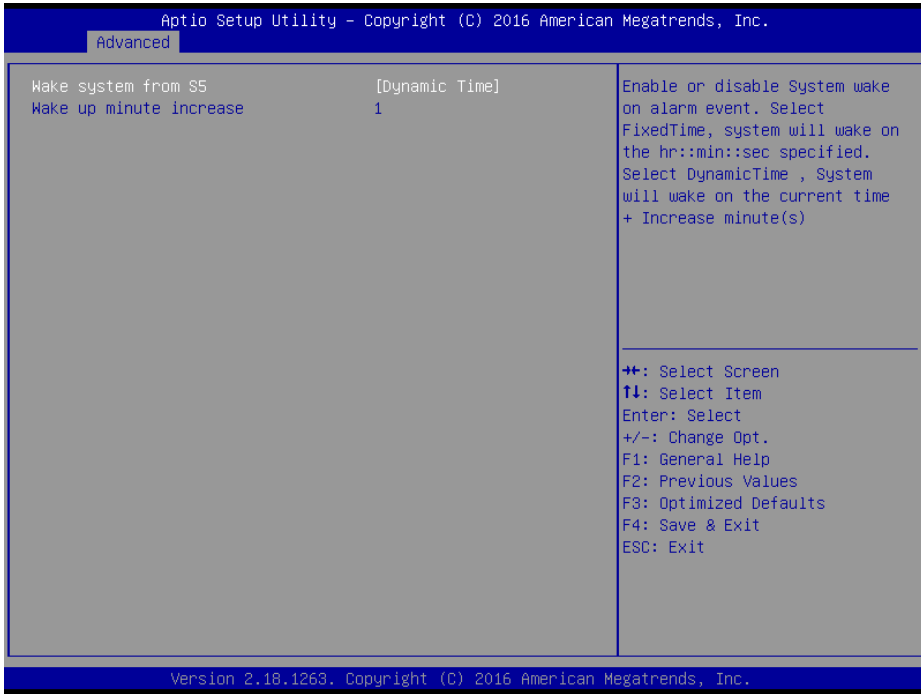 Aptio Setup Utility – Copyright (C) 2016 American Megatrends, Inc.
Advanced
Wake system from S5 [Dynamic Time]
Wake up minute increase 1
Enable or disable System wake
on alarm event. Select
FixedTime, system will wake on
the hr::min::sec specified.
Select DynamicTime , System
will wake on the current time
+ Increase minute(s)
→←: Select Screen
↑↓: Select Item
Enter: Select
+/-: Change Opt.
F1: General Help
F2: Previous Values
F3: Optimized Defaults
F4: Save & Exit
ESC: Exit
Version 2.18.1263. Copyright (C) 2016 American Megatrends, Inc.